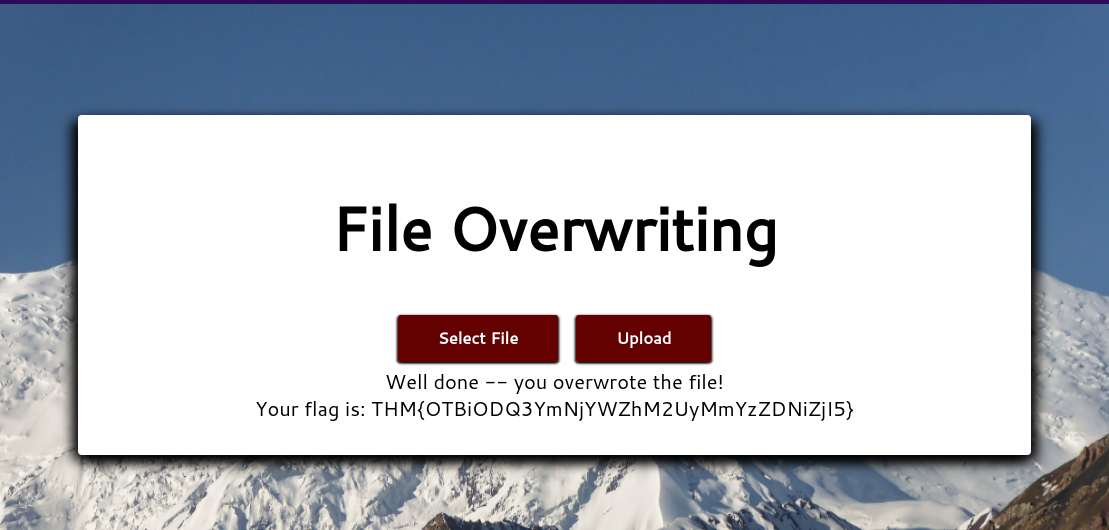 File Overwriting
Select File
Upload
Well done -- you overwrote the file!
Your flag is: THM{OTBiODQ3YmNjYWZhM2UyMmYzZDNiZjI5}